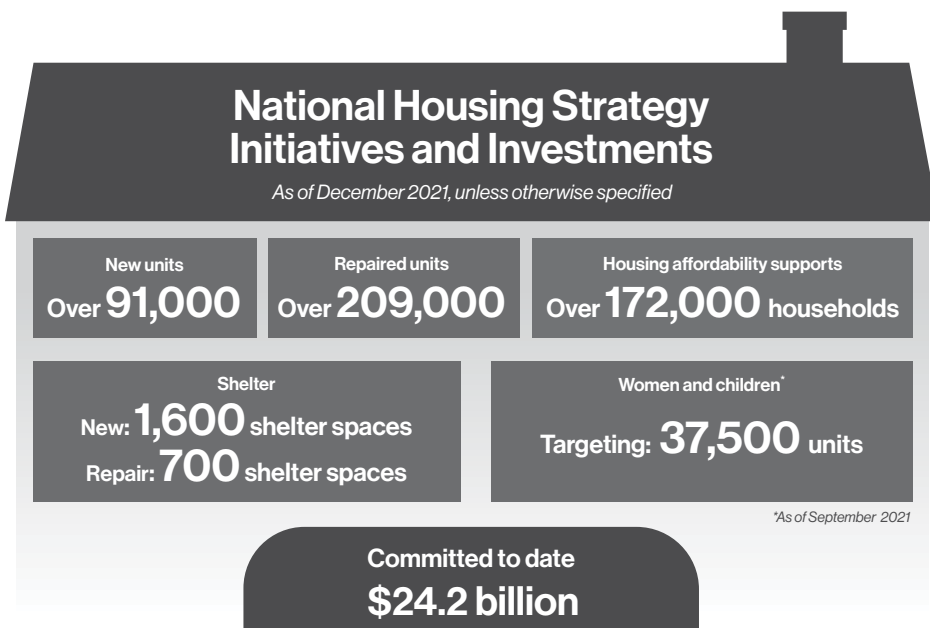 National Housing Strategy
Initiatives and Investments
As of December 2021, unless otherwise specified
New units
Over 91,000
Repaired units
Over 209,000
Housing affordability supports
Over 172,000 households
Shelter
New: 1,600 shelter spaces
Repair: 700 shelter spaces
Women and children*
Targeting: 37,500 units
*As of September 2021
Committed to date
$24.2 billion